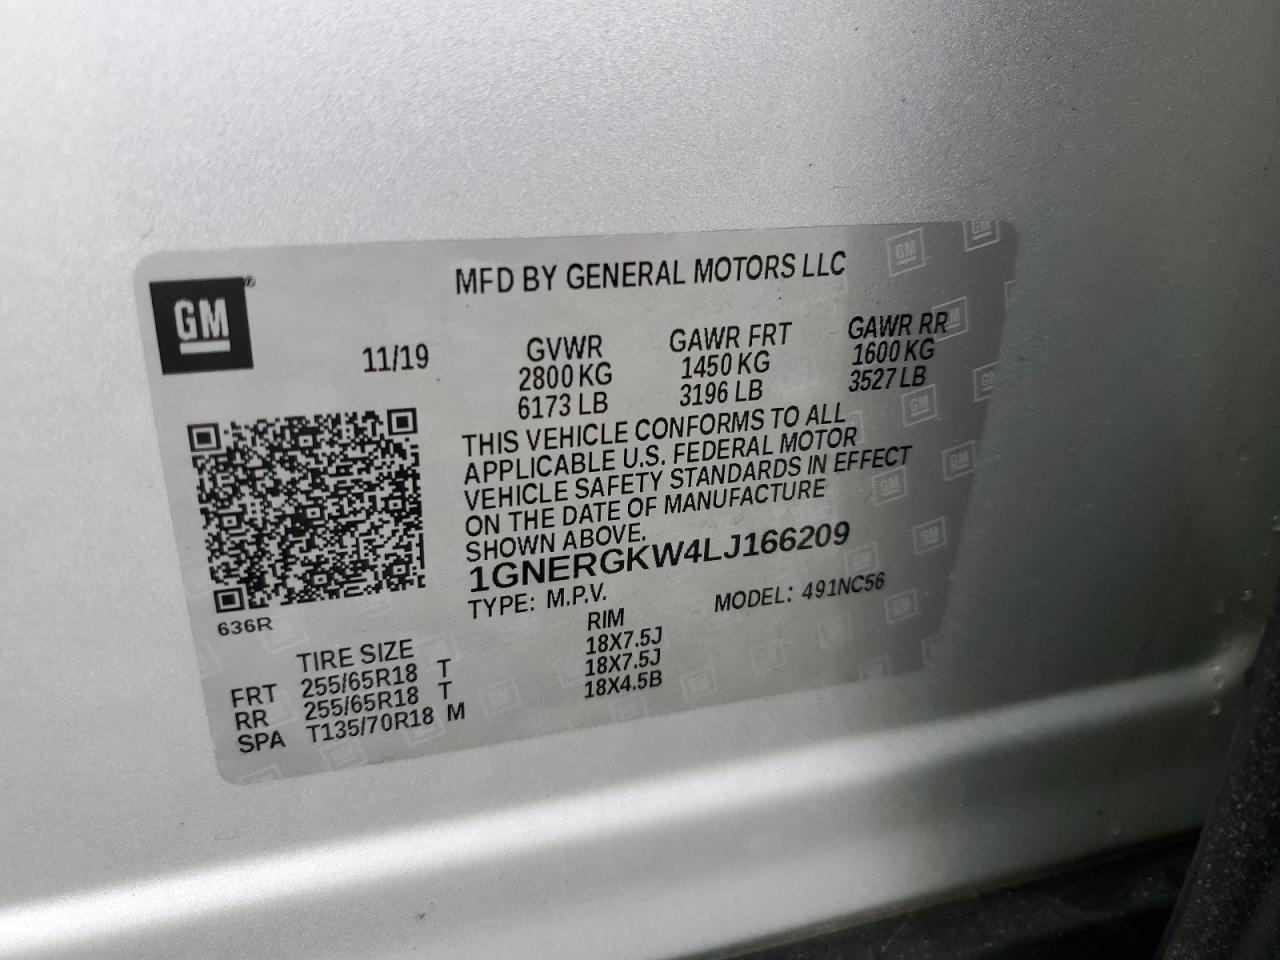 GM
MFD BY GENERAL MOTORS LLC
11/19
GVWR
2800 KG
6173 LB
GAWR FRT
1450 KG
3196 LB
GAWR RR
1600 KG
3527 LB
THIS VEHICLE CONFORMS TO ALL
APPLICABLE U.S. FEDERAL MOTOR
VEHICLE SAFETY STANDARDS IN EFFECT
ON THE DATE OF MANUFACTURE
SHOWN ABOVE.
1GNERGKW4LJ166209
TYPE: M.P.V. MODEL: 491NC56
636R
TIRE SIZE RIM
FRT 255/65R18 T 18X7.5J
RR 255/65R18 T 18X7.5J
SPA T135/70R18 M 18X4.5B